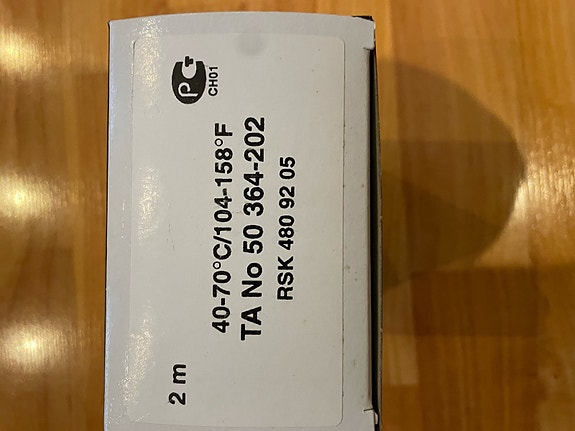 2 m
40-70°C/104-158°F
TA No 50 364-202
RSK 480 92 05
CH01